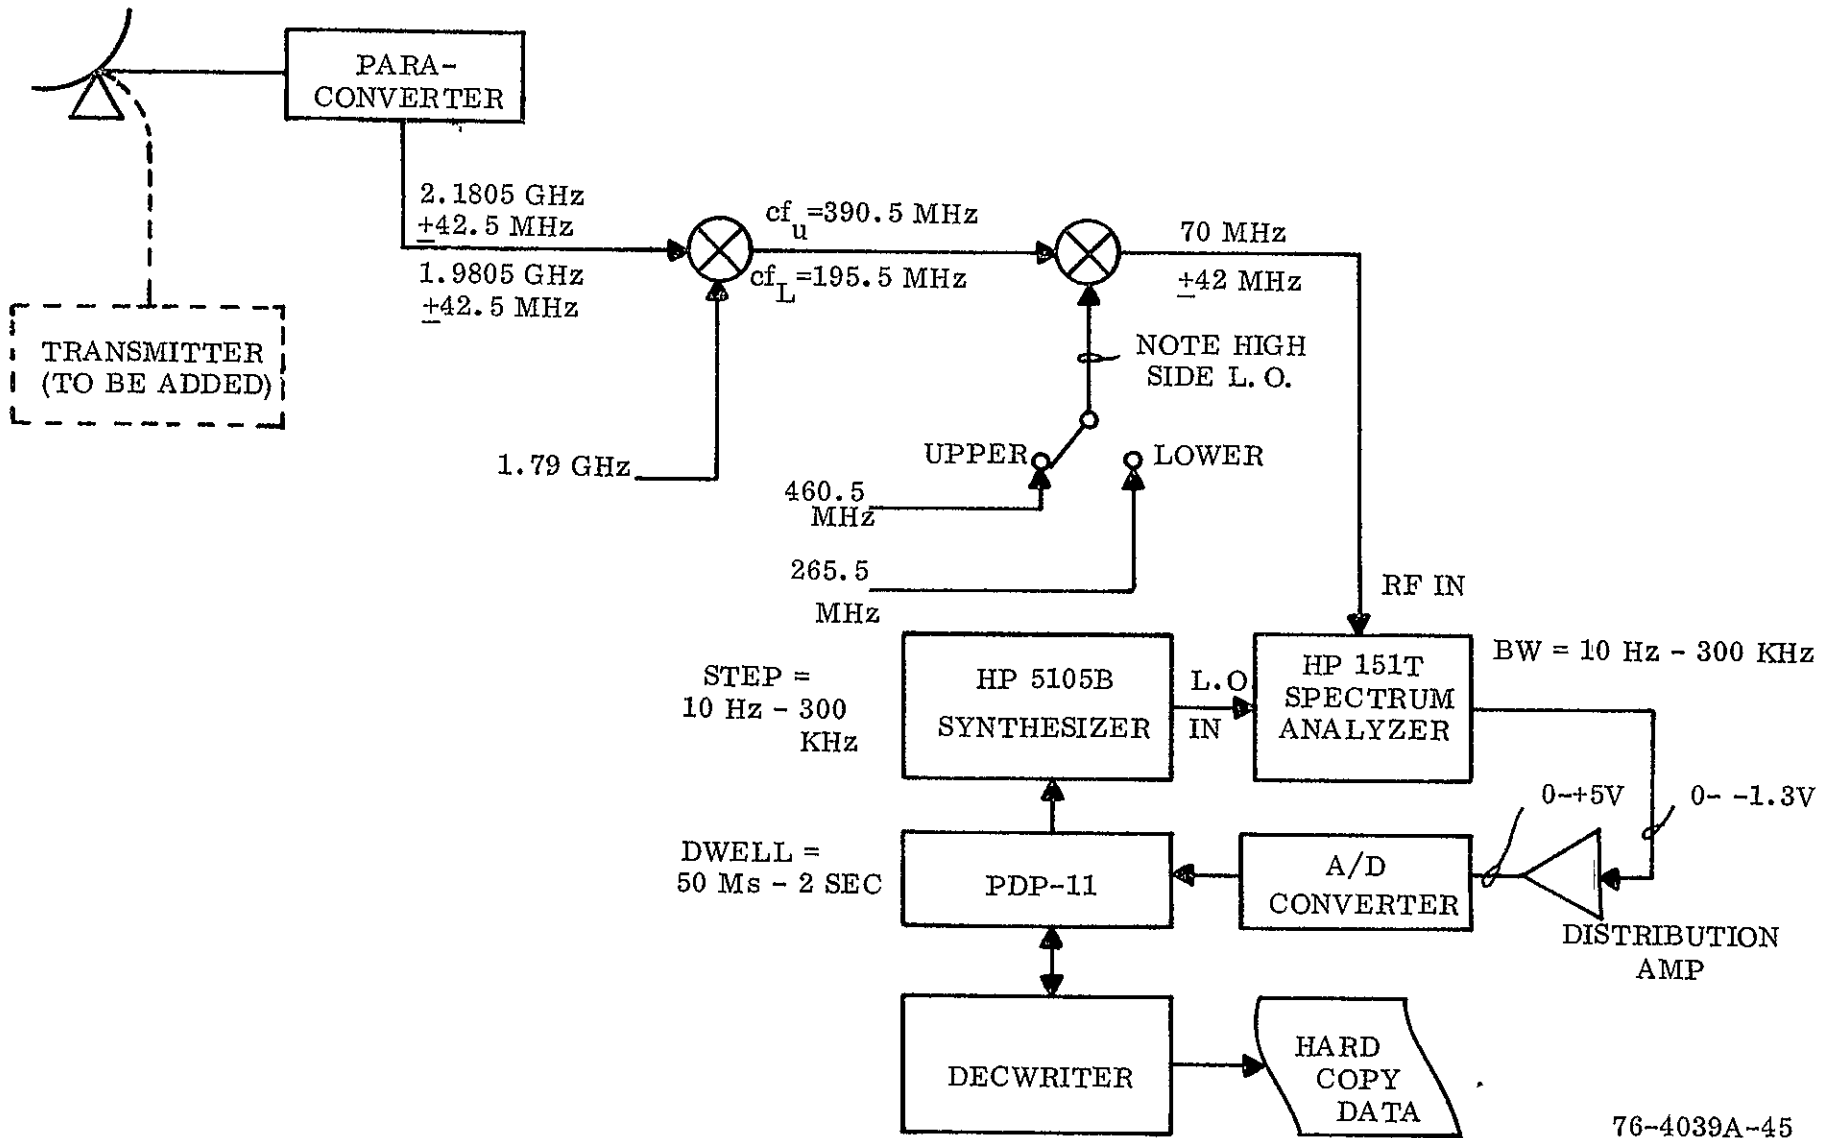 PARA-
CONVERTER
2.1805 GHz
+42.5 MHz
1.9805 GHz
+42.5 MHz
cf u =390.5 MHz
cf L =195.5 MHz
70 MHz
+42 MHz
TRANSMITTER
(TO BE ADDED)
NOTE HIGH
SIDE L. O.
1.79 GHz
UPPER
LOWER
460.5
MHz
265.5
MHz
RF IN
STEP =
10 Hz - 300
KHz
HP 5105B
SYNTHESIZER
L.O.
IN
HP 151T
SPECTRUM
ANALYZER
BW = 10 Hz - 300 KHz
0-+5V
0- -1.3V
DWELL =
50 Ms - 2 SEC
PDP-11
A/D
CONVERTER
DISTRIBUTION
AMP
DECWRITER
HARD
COPY
DATA
76-4039A-45